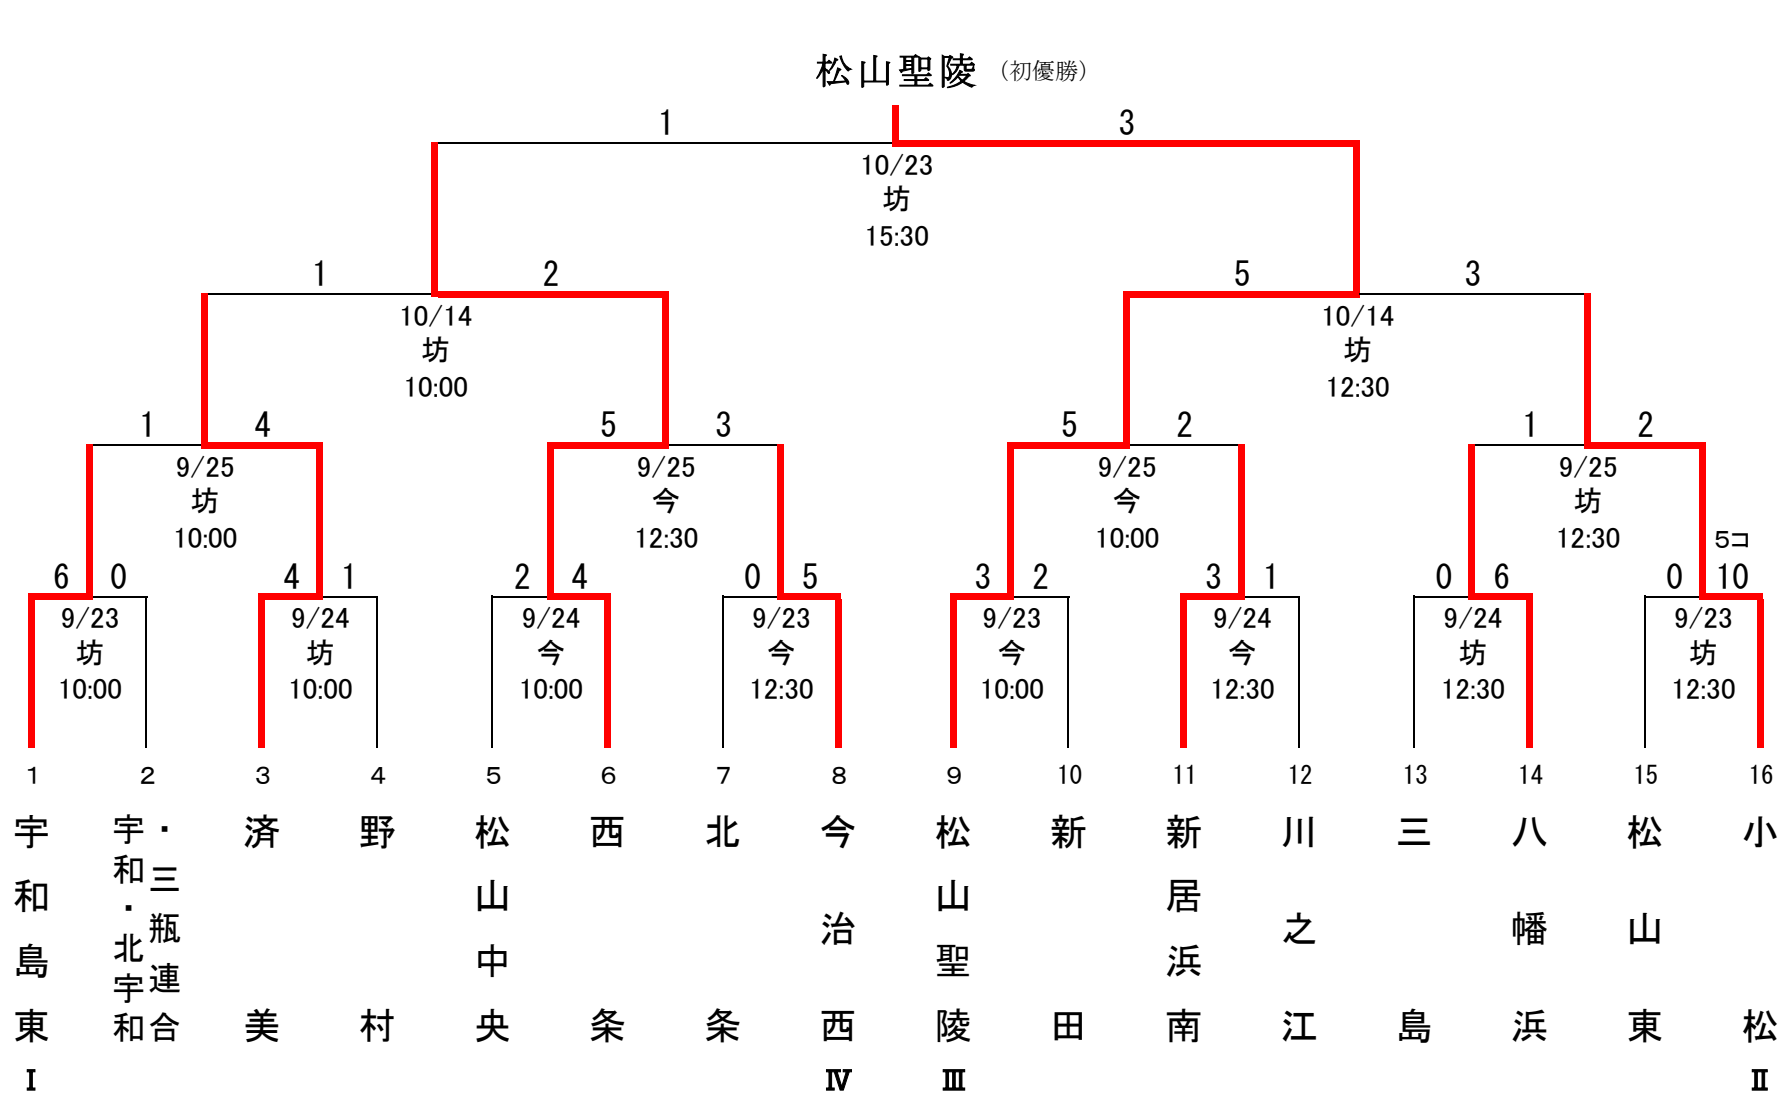 松山聖陵 （初優勝）
1 3
10/23
坊
15:30
1 2 5 3
10/14 10/14
坊 坊
10:00 12:30
1 4 5 3 5 2 1 2
9/25 9/25 9/25 9/25
坊 今 今 坊
10:00 12:30 10:00 12:30
5コ
6 0 4 1 2 4 0 5 3 2 3 1 0 6 0 10
9/23 9/24 9/24 9/23 9/23 9/24 9/24 9/23
坊 坊 今 今 今 今 坊 坊
10:00 10:00 10:00 12:30 10:00 12:30 12:30 12:30
1 2 3 4 5 6 7 8 9 10 11 12 13 14 15 16
宇和島東
宇和・北宇和
・三瓶連合
済美
野村
松山中央
西条
北条
今治西
松山聖陵
新田
新居浜南
川之江
三島
八幡浜
松山東
小松
Ⅰ Ⅳ Ⅲ Ⅱ